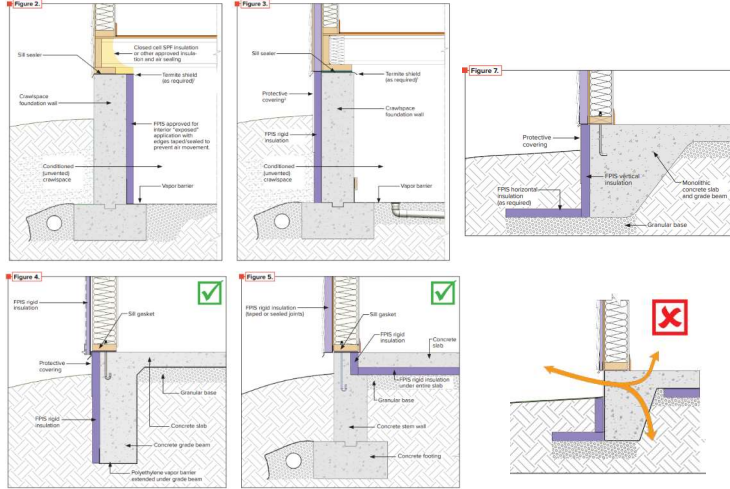 Figure 2.
Sill sealer
Closed cell SPF insulation
or other approved insula-
tion and air sealing
Termite shield
(as required)¹
Crawlspace
foundation wall
FPIS approved for
interior "exposed"
application with
edges taped/sealed to
prevent air movement.
Conditioned
(unvented)
crawlspace
Vapor barrier
Figure 3.
Sill sealer
Termite shield
(as required)¹
Protective
covering²
Crawlspace
foundation wall
FPIS rigid
insulation
Conditioned
(unvented)
crawlspace
Vapor barrier
Figure 7.
Protective
covering
FPIS vertical
insulation
FPIS horizontal
insulation
(as required)
Monolithic
concrete slab
and grade beam
Granular base
Figure 4.
FPIS rigid
insulation
Sill gasket
Protective
covering
Granular base
FPIS rigid
insulation
Concrete slab
Concrete grade beam
Polyethylene vapor barrier
extended under grade beam
Figure 5.
FPIS rigid insulation
(taped or sealed joints)
Sill gasket
FPIS rigid
insulation
Concrete
slab
FPIS rigid insulation
under entire slab
Granular base
Concrete stem wall
Concrete footing